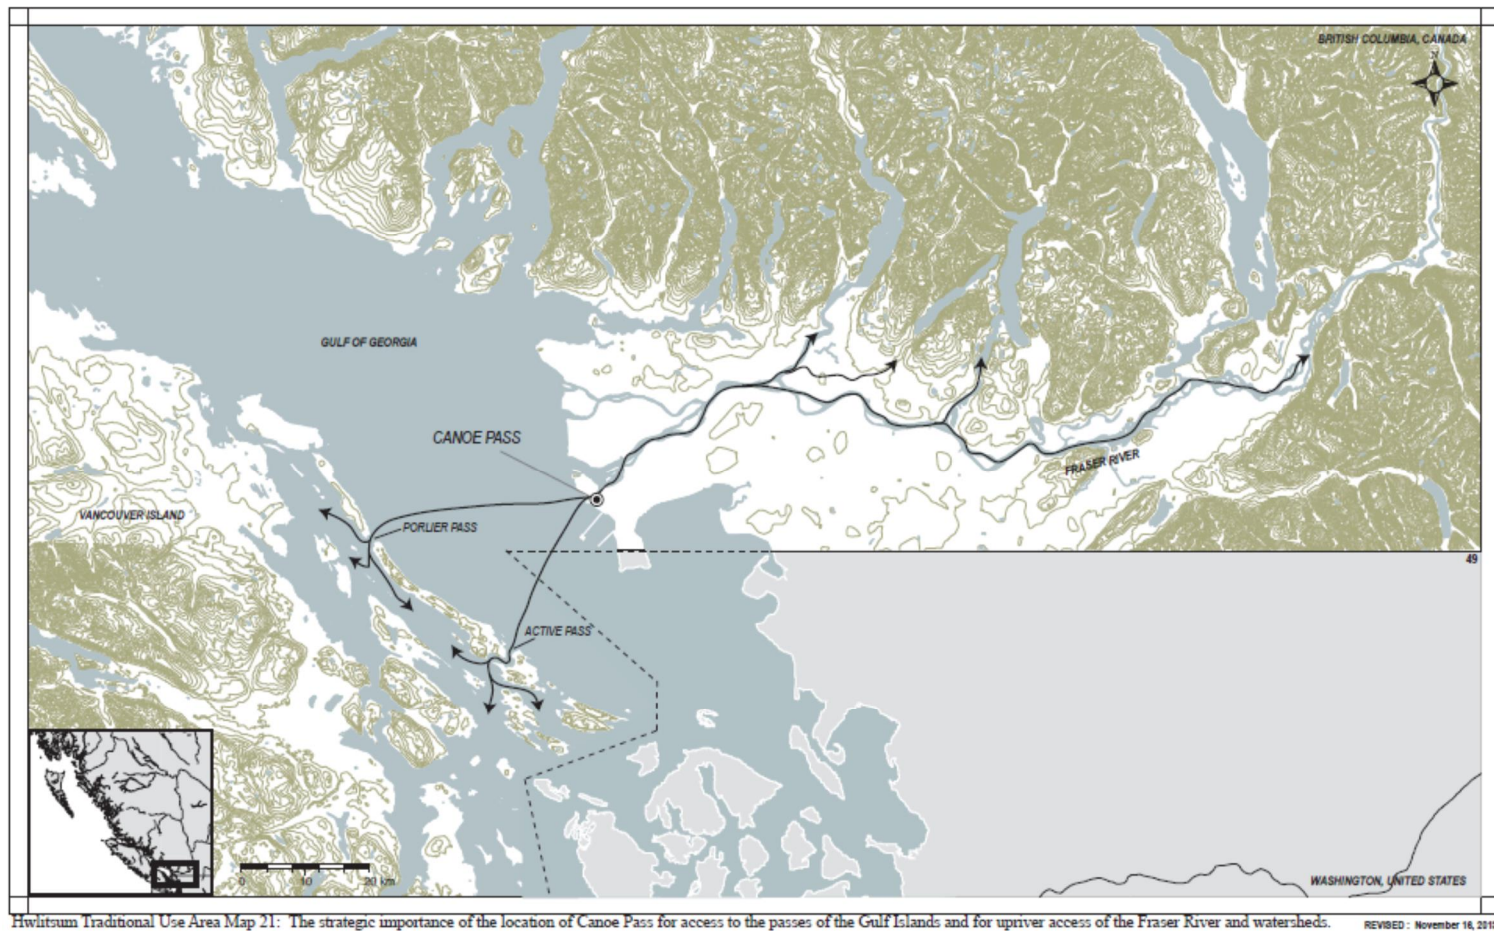 BRITISH COLUMBIA, CANADA
N
GULF OF GEORGIA
CANOE PASS
FRASER RIVER
VANCOUVER ISLAND
PORLIER PASS
49
ACTIVE PASS
0 10 20 km
WASHINGTON, UNITED STATES
Hwlitsum Traditional Use Area Map 21: The strategic importance of the location of Canoe Pass for access to the passes of the Gulf Islands and for upriver access of the Fraser River and watersheds.
REVISED : November 16, 201